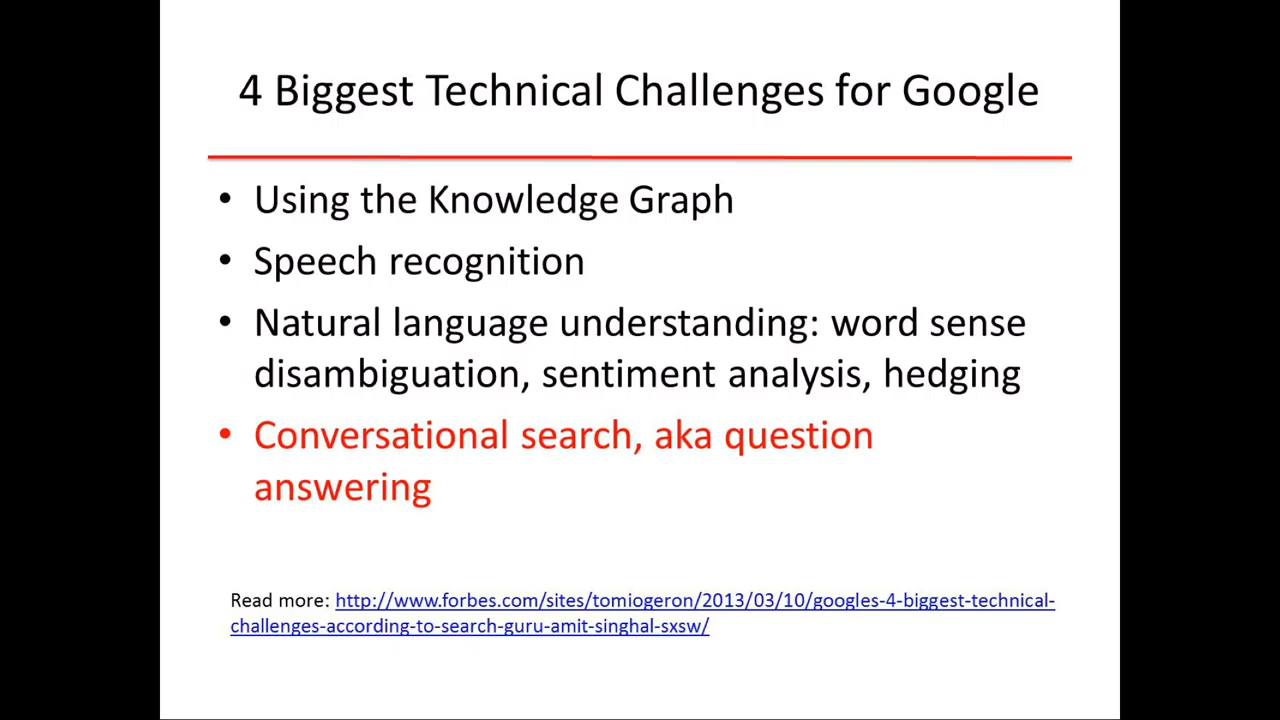 4 Biggest Technical Challenges for Google
• Using the Knowledge Graph
• Speech recognition
• Natural language understanding: word sense
disambiguation, sentiment analysis, hedging
• Conversational search, aka question
answering
Read more: http://www.forbes.com/sites/tomiogeron/2013/03/10/googles-4-biggest-technical-
challenges-according-to-search-guru-amit-singhal-sxsw/